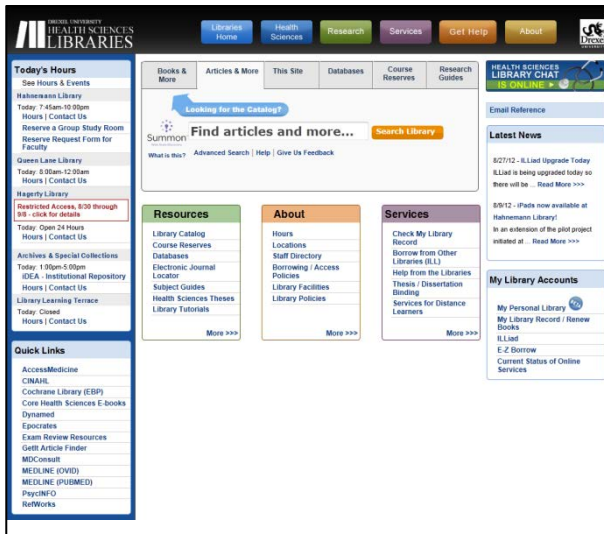 DREXEL UNIVERSITY
HEALTH SCIENCES
LIBRARIES
Libraries
Home
Health
Sciences
Research
Services
Get Help
About
Drexel
UNIVERSITY
Today's Hours
See Hours & Events
Hahnemann Library
Today: 7:45am-10:00pm
Hours | Contact Us
Reserve a Group Study Room
Reserve Request Form for
Faculty
Queen Lane Library
Today: 8:00am-12:00am
Hours | Contact Us
Hagerty Library
Restricted Access, 8/30 through
9/8 - click for details
Today: Open 24 Hours
Hours | Contact Us
Archives & Special Collections
Today: 1:00pm-5:00pm
iDEA - Institutional Repository
Hours | Contact Us
Library Learning Terrace
Today: Closed
Hours | Contact Us
Quick Links
AccessMedicine
CINAHL
Cochrane Library (EBP)
Core Health Sciences E-books
Dynamed
Epocrates
Exam Review Resources
GetIt Article Finder
MDConsult
MEDLINE (OVID)
MEDLINE (PUBMED)
PsycINFO
RefWorks
Books &
More
Articles & More
This Site
Databases
Course
Reserves
Research
Guides
Looking for the Catalog?
Summon
Find articles and more...
Search Library
What is this?
Advanced Search | Help | Give Us Feedback
Resources
Library Catalog
Course Reserves
Databases
Electronic Journal
Locator
Subject Guides
Health Sciences Theses
Library Tutorials
More >>>
About
Hours
Locations
Staff Directory
Borrowing / Access
Policies
Library Facilities
Library Policies
More >>>
Services
Check My Library
Record
Borrow from Other
Libraries (ILL)
Help from the Libraries
Thesis / Dissertation
Binding
Services for Distance
Learners
More >>>
HEALTH SCIENCES
LIBRARY CHAT
IS ONLINE
Email Reference
Latest News
8/27/12 - ILLiad Upgrade Today
ILLiad is being upgraded today so
there will be ... Read More >>>
8/9/12 - iPads now available at
Hahnemann Library!
In an extension of the pilot project
initiated at ... Read More >>>
My Library Accounts
My Personal Library
My Library Record / Renew
Books
ILLiad
E-Z Borrow
Current Status of Online
Services